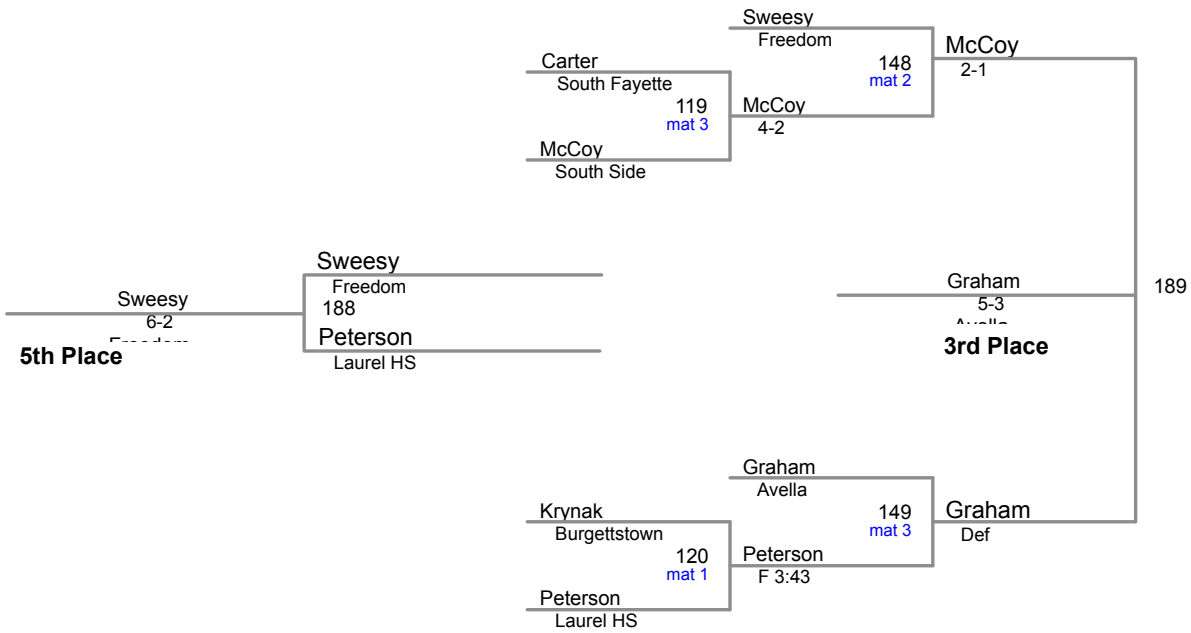 Sweesy
Freedom
McCoy
2-1
148
mat 2
Carter
South Fayette
119
mat 3
McCoy
4-2
McCoy
South Side
Sweesy
Freedom
188
Sweesy
6-2
Peterson
Laurel HS
5th Place
Graham
5-3
189
3rd Place
Graham
Avella
149
mat 3
Graham
Def
Krynak
Burgettstown
120
mat 1
Peterson
F 3:43
Peterson
Laurel HS